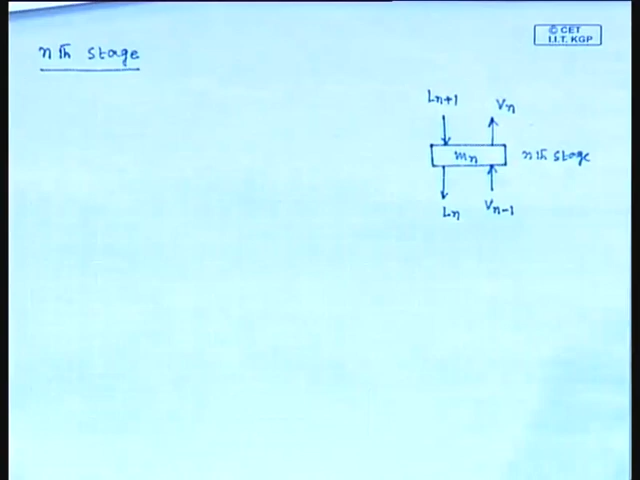 © CET
I.I.T. KGP
nth stage
Ln+1 Vn
mn nth stage
Ln Vn-1